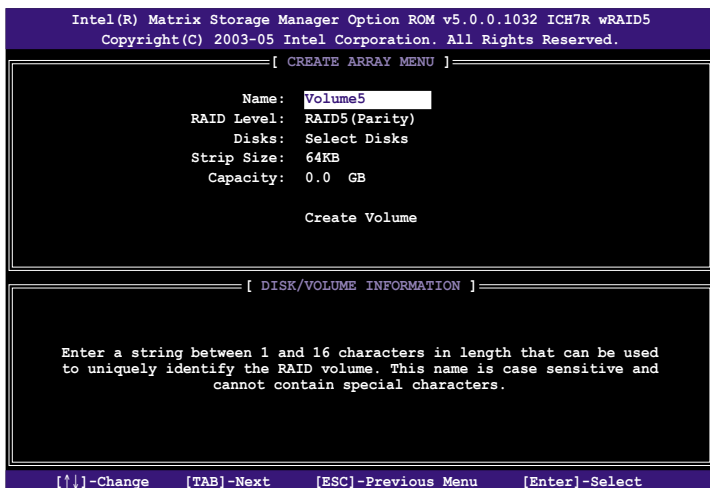 Intel(R) Matrix Storage Manager Option ROM v5.0.0.1032 ICH7R wRAID5
Copyright(C) 2003-05 Intel Corporation. All Rights Reserved.
[ CREATE ARRAY MENU ]
Name: Volume5
RAID Level: RAID5(Parity)
Disks: Select Disks
Strip Size: 64KB
Capacity: 0.0 GB
Create Volume
[ DISK/VOLUME INFORMATION ]
Enter a string between 1 and 16 characters in length that can be used
to uniquely identify the RAID volume. This name is case sensitive and
cannot contain special characters.
[↑↓]-Change [TAB]-Next [ESC]-Previous Menu [Enter]-Select